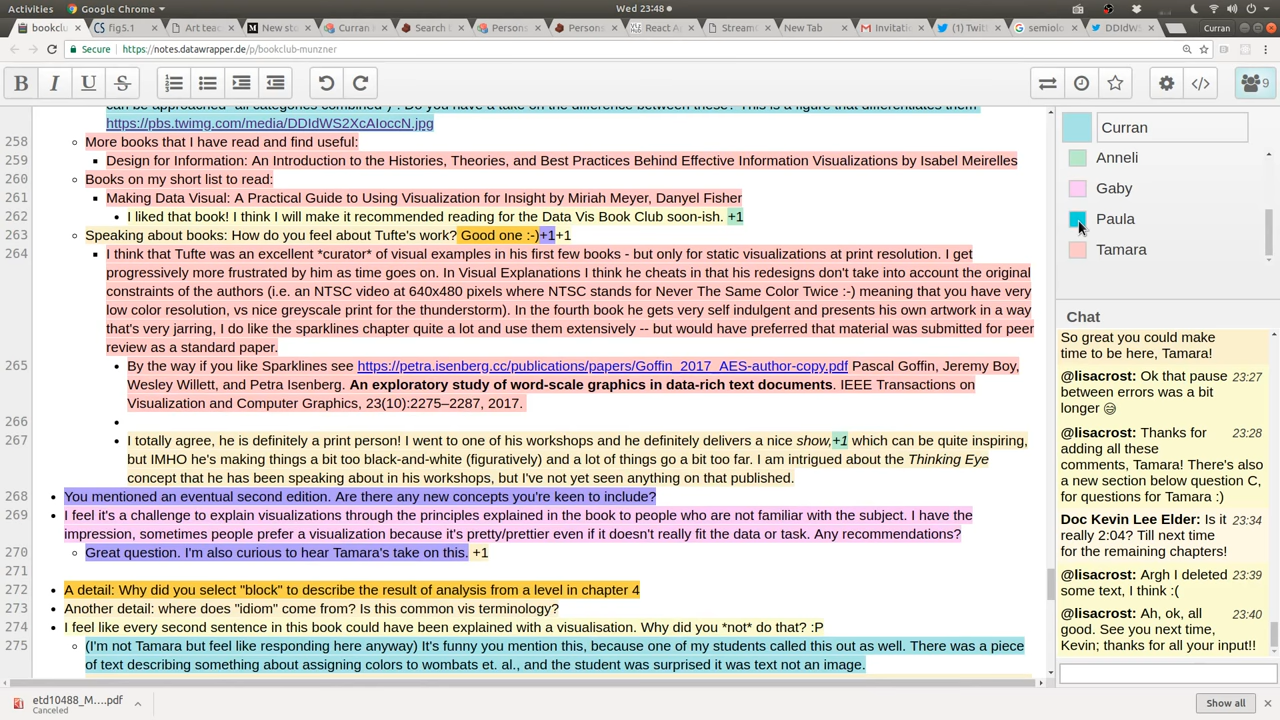 Activities
Google Chrome
Wed 23:48
Curran
bookclu
fig5.1
Art teac
New sto
Curran r
Search
Persons
Persons
React A
Streamt
New Tab
Invitatio
(1) Twit
semiolo
DDIdWS
Secure
https://notes.datawrapper.de/p/bookclub-munzner
B I U S
9
https://pbs.twimg.com/media/DDIdWS2XcAIoccN.jpg
258 More books that I have read and find useful:
259 Design for Information: An Introduction to the Histories, Theories, and Best Practices Behind Effective Information Visualizations by Isabel Meirelles
260 Books on my short list to read:
261 Making Data Visual: A Practical Guide to Using Visualization for Insight by Miriah Meyer, Danyel Fisher
262 I liked that book! I think I will make it recommended reading for the Data Vis Book Club soon-ish. +1
263 Speaking about books: How do you feel about Tufte's work? Good one :-)+1+1
264 I think that Tufte was an excellent *curator* of visual examples in his first few books - but only for static visualizations at print resolution. I get
progressively more frustrated by him as time goes on. In Visual Explanations I think he cheats in that his redesigns don't take into account the original
constraints of the authors (i.e. an NTSC video at 640x480 pixels where NTSC stands for Never The Same Color Twice :-) meaning that you have very
low color resolution, vs nice greyscale print for the thunderstorm). In the fourth book he gets very self indulgent and presents his own artwork in a way
that's very jarring, I do like the sparklines chapter quite a lot and use them extensively -- but would have preferred that material was submitted for peer
review as a standard paper.
265 By the way if you like Sparklines see https://petra.isenberg.cc/publications/papers/Goffin_2017_AES-author-copy.pdf Pascal Goffin, Jeremy Boy,
Wesley Willett, and Petra Isenberg. An exploratory study of word-scale graphics in data-rich text documents. IEEE Transactions on
Visualization and Computer Graphics, 23(10):2275–2287, 2017.
266
267 I totally agree, he is definitely a print person! I went to one of his workshops and he definitely delivers a nice show,+1 which can be quite inspiring,
but IMHO he's making things a bit too black-and-white (figuratively) and a lot of things go a bit too far. I am intrigued about the Thinking Eye
concept that he has been speaking about in his workshops, but I've not yet seen anything on that published.
268 You mentioned an eventual second edition. Are there any new concepts you're keen to include?
269 I feel it's a challenge to explain visualizations through the principles explained in the book to people who are not familiar with the subject. I have the
impression, sometimes people prefer a visualization because it's pretty/prettier even if it doesn't really fit the data or task. Any recommendations?
270 Great question. I'm also curious to hear Tamara's take on this. +1
271
272 A detail: Why did you select "block" to describe the result of analysis from a level in chapter 4
273 Another detail: where does "idiom" come from? Is this common vis terminology?
274 I feel like every second sentence in this book could have been explained with a visualisation. Why did you *not* do that? :P
275 (I'm not Tamara but feel like responding here anyway) It's funny you mention this, because one of my students called this out as well. There was a piece
of text describing something about assigning colors to wombats et. al., and the student was surprised it was text not an image.
Curran
Anneli
Gaby
Paula
Tamara
Chat
So great you could make
time to be here, Tamara!
@lisacrost: Ok that pause 23:27
between errors was a bit
longer 😅
@lisacrost: Thanks for 23:28
adding all these
comments, Tamara! There's also
a new section below question C,
for questions for Tamara :)
Doc Kevin Lee Elder: Is it 23:34
really 2:04? Till next time
for the remaining chapters!
@lisacrost: Argh I deleted 23:39
some text, I think :(
@lisacrost: Ah, ok, all 23:40
good. See you next time,
Kevin; thanks for all your input!!
etd10488_M....pdf
Canceled
Show all